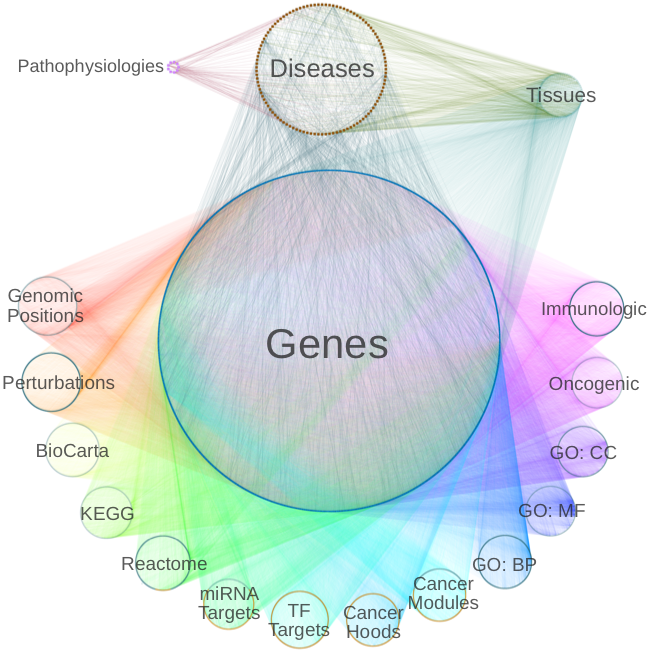 Diseases
Pathophysiologies
Tissues
Genes
Genomic
Positions
Immunologic
Perturbations
Oncogenic
BioCarta
GO: CC
KEGG
GO: MF
Reactome
GO: BP
miRNA
Targets
TF
Targets
Cancer
Hoods
Cancer
Modules